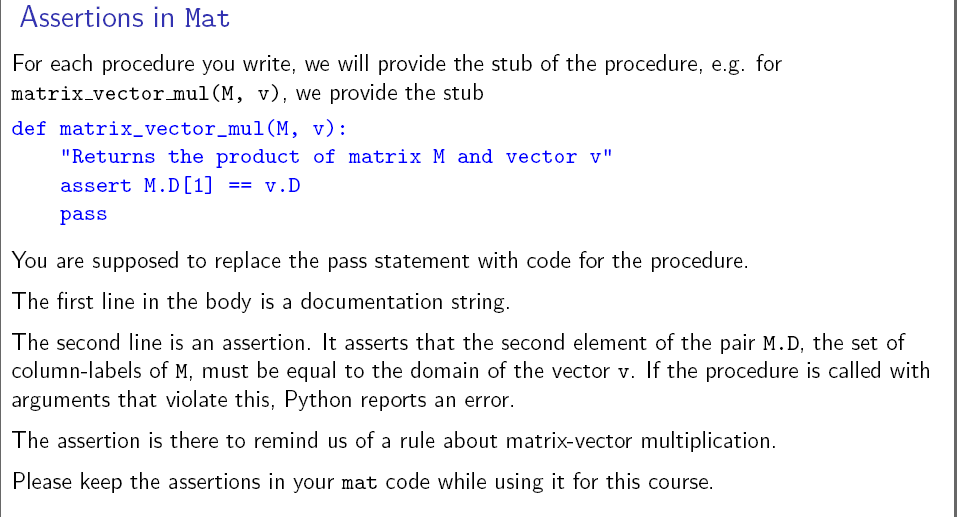 Assertions in Mat
For each procedure you write, we will provide the stub of the procedure, e.g. for
matrix_vector_mul(M, v), we provide the stub
def matrix_vector_mul(M, v):
    "Returns the product of matrix M and vector v"
    assert M.D[1] == v.D
    pass
You are supposed to replace the pass statement with code for the procedure.
The first line in the body is a documentation string.
The second line is an assertion. It asserts that the second element of the pair M.D, the set of
column-labels of M, must be equal to the domain of the vector v. If the procedure is called with
arguments that violate this, Python reports an error.
The assertion is there to remind us of a rule about matrix-vector multiplication.
Please keep the assertions in your mat code while using it for this course.